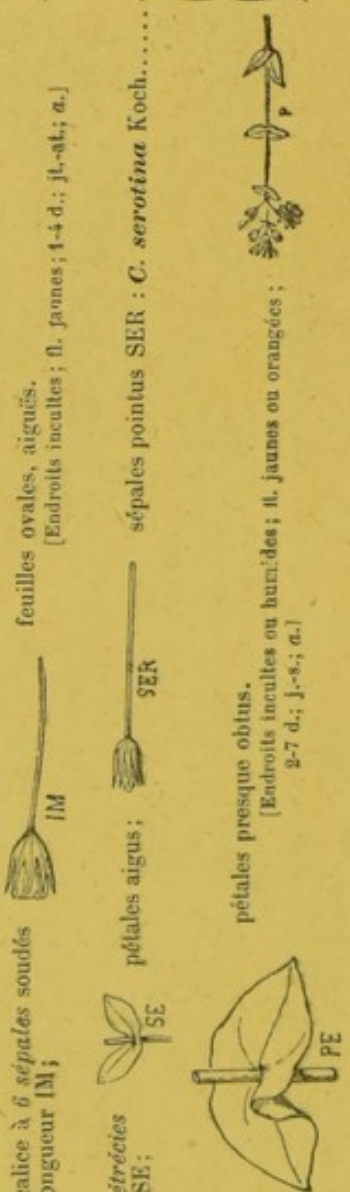 alice à 6 sépales soudés
ongueur IM;
IM
feuilles ovales, aiguës.
[Endroits incultes; fl. jaunes; 1-4 d.; jt.-at.; a.]
étrécies
SE;
SE
pétales aigus;
SER
sépales pointus SER : C. serotina Koch......
PE
pétales presque obtus.
[Endroits incultes ou humides; fl. jaunes ou orangées;
2-7 d.; j.-s.; a.]
P